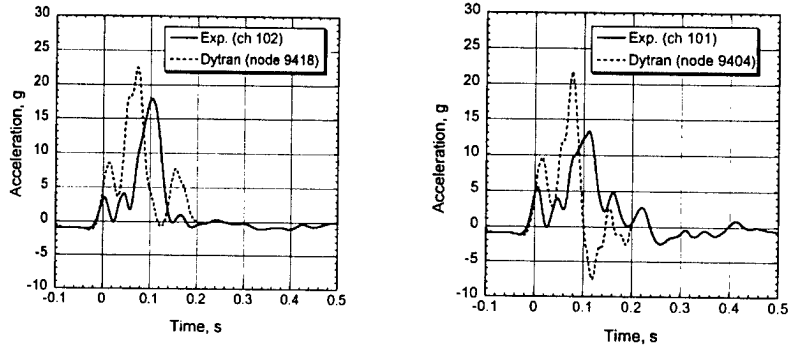 30
25
20
15
10
5
0
-5
-10
Acceleration, g
Exp. (ch 102)
Dytran (node 9418)
-0.1 0 0.1 0.2 0.3 0.4 0.5
Time, s
30
25
20
15
10
5
0
-5
-10
Acceleration, g
Exp. (ch 101)
Dytran (node 9404)
-0.1 0 0.1 0.2 0.3 0.4 0.5
Time, s